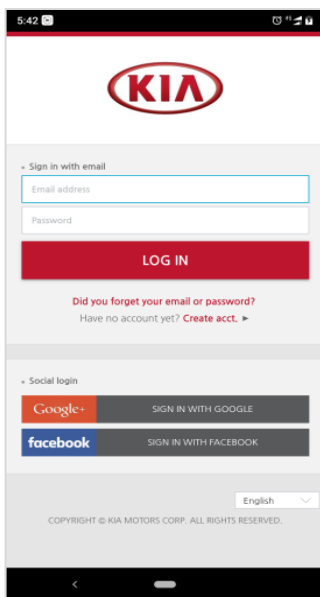 5:42
KIA
Sign in with email
Email address
Password
LOG IN
Did you forget your email or password?
Have no account yet? Create acct. ►
Social login
Google+ SIGN IN WITH GOOGLE
facebook SIGN IN WITH FACEBOOK
English
COPYRIGHT © KIA MOTORS CORP. ALL RIGHTS RESERVED.